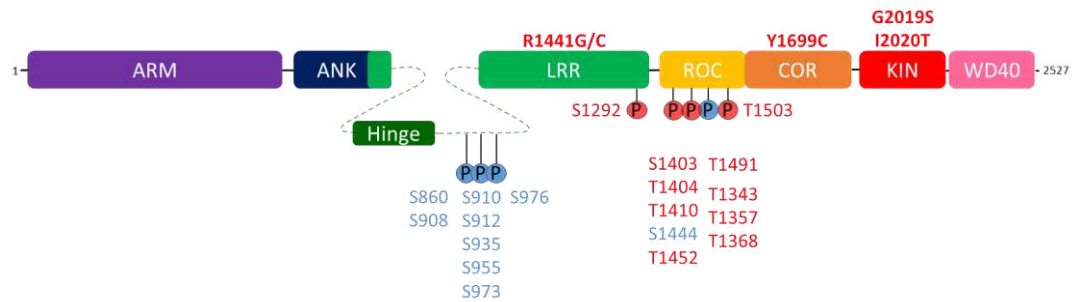 G2019S
R1441G/C Y1699C I2020T
1 ARM ANK LRR ROC COR KIN WD40 2527
S1292 P P P P P T1503
Hinge
P P P
S860 S910 S976
S908 S912
S935
S955
S973
S1403 T1491
T1404 T1343
T1410 T1357
S1444 T1368
T1452